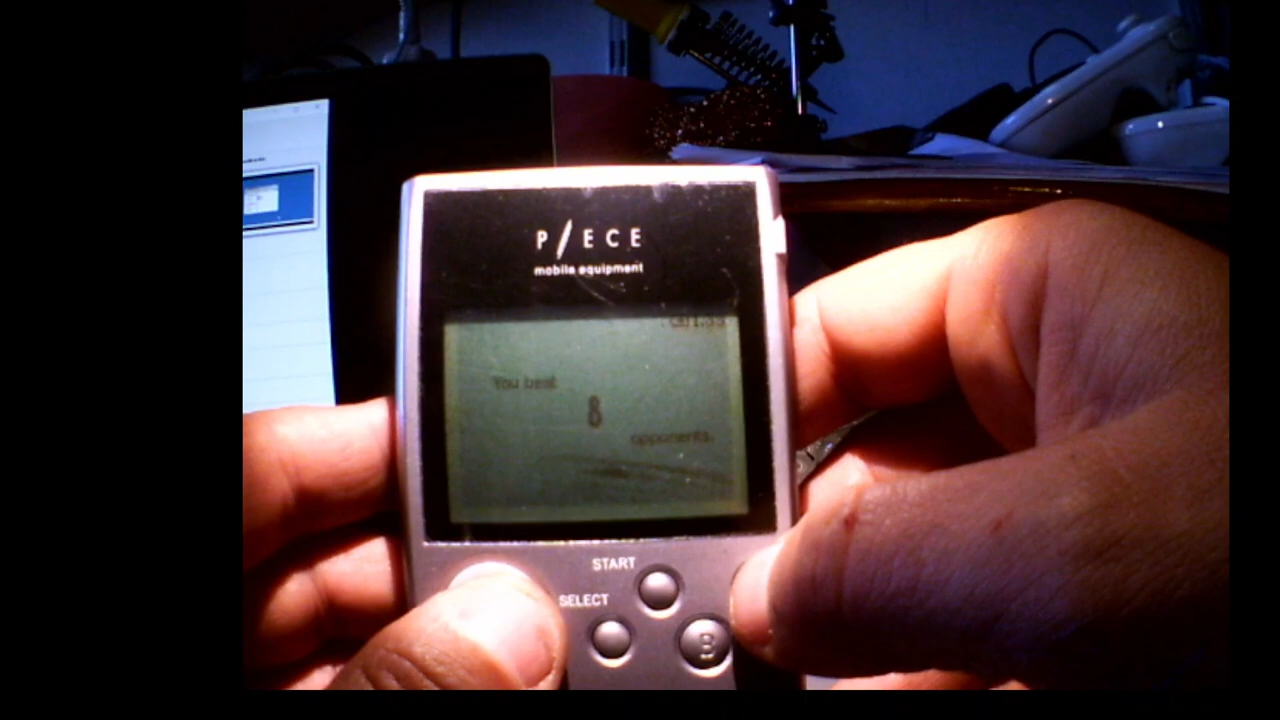 P/ECE
mobile equipment
You beat
8
opponents.
START
SELECT
B